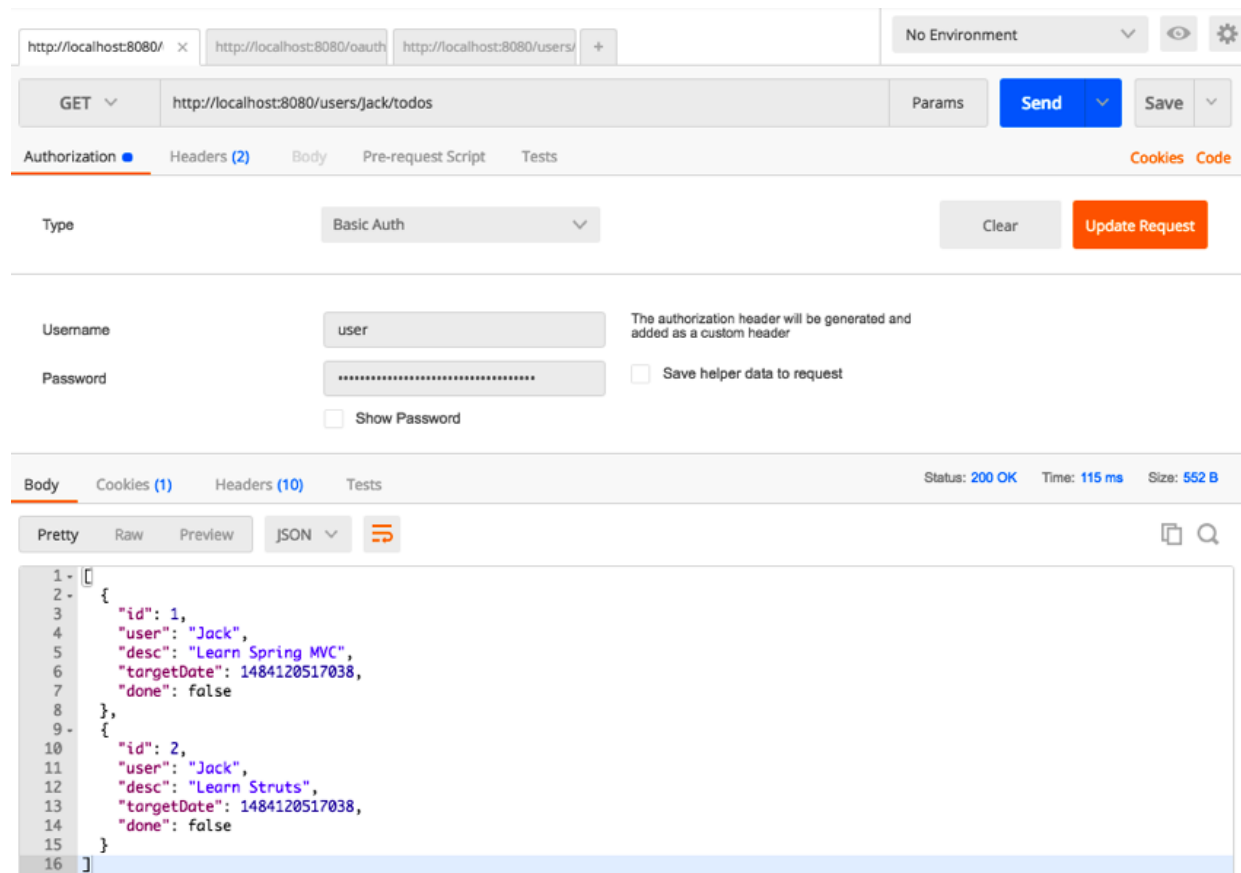 http://localhost:8080/ × http://localhost:8080/oauth http://localhost:8080/users/ + No Environment
GET http://localhost:8080/users/Jack/todos Params Send Save
Authorization Headers (2) Body Pre-request Script Tests Cookies Code
Type Basic Auth Clear Update Request
Username user The authorization header will be generated and
added as a custom header
Password •••••••••••••••••••••••••••••••••••• Save helper data to request
Show Password
Body Cookies (1) Headers (10) Tests Status: 200 OK Time: 115 ms Size: 552 B
Pretty Raw Preview JSON
1 [
2 {
3 "id": 1,
4 "user": "Jack",
5 "desc": "Learn Spring MVC",
6 "targetDate": 1484120517038,
7 "done": false
8 },
9 {
10 "id": 2,
11 "user": "Jack",
12 "desc": "Learn Struts",
13 "targetDate": 1484120517038,
14 "done": false
15 }
16 ]